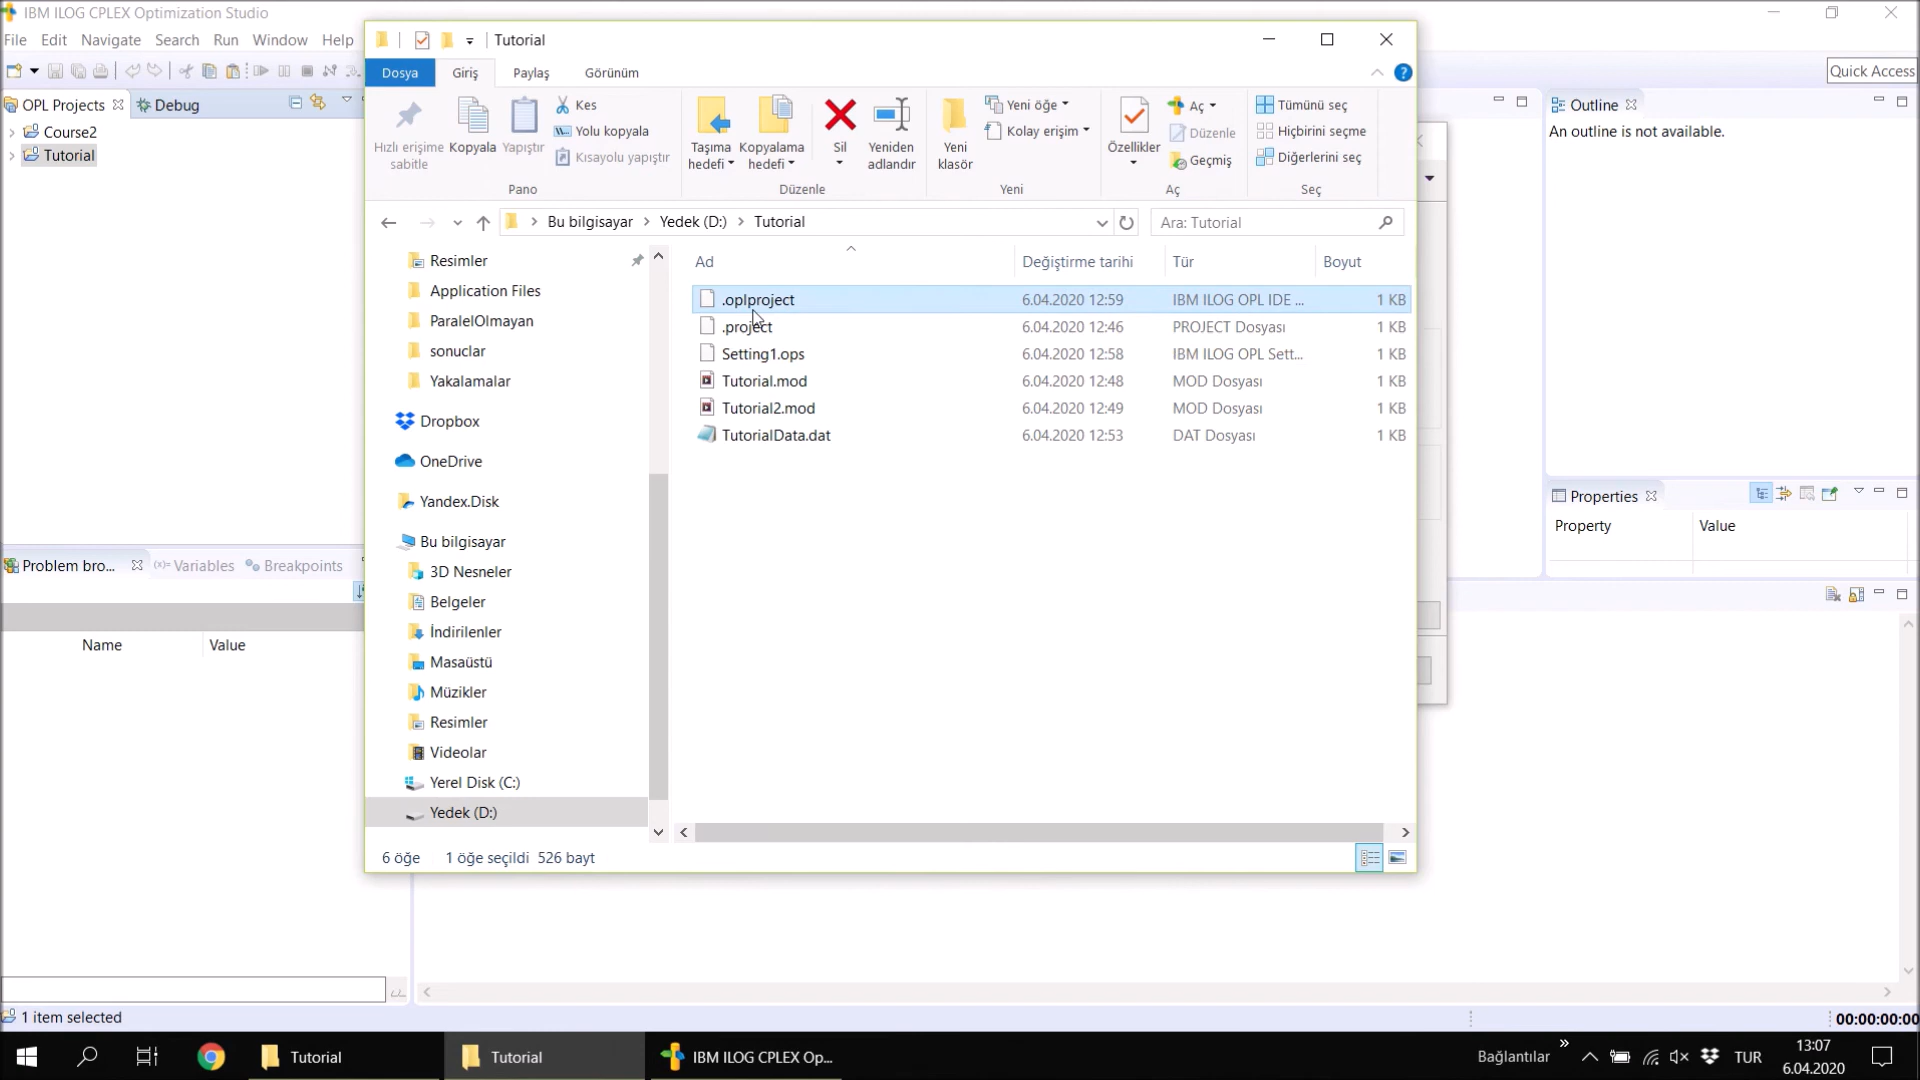 IBM ILOG CPLEX Optimization Studio
File Edit Navigate Search Run Window Help
Quick Access
OPL Projects
Debug
Course2
Tutorial
Problem bro...
Variables
Breakpoints
Name
Value
1 item selected
Tutorial
Dosya
Giriş
Paylaş
Görünüm
Hızlı erişime sabitle
Kopyala
Yapıştır
Kes
Yolu kopyala
Kısayolu yapıştır
Pano
Taşıma hedefi
Kopyalama hedefi
Sil
Yeniden adlandır
Düzenle
Yeni klasör
Yeni öğe
Kolay erişim
Yeni
Özellikler
Aç
Düzenle
Geçmiş
Aç
Tümünü seç
Hiçbirini seçme
Diğerlerini seç
Seç
Bu bilgisayar
Yedek (D:)
Tutorial
Ara: Tutorial
Resimler
Application Files
ParalelOlmayan
sonuclar
Yakalamalar
Dropbox
OneDrive
Yandex.Disk
Bu bilgisayar
3D Nesneler
Belgeler
İndirilenler
Masaüstü
Müzikler
Resimler
Videolar
Yerel Disk (C:)
Yedek (D:)
Ad Değiştirme tarihi Tür Boyut
.oplproject 6.04.2020 12:59 IBM ILOG OPL IDE ... 1 KB
.project 6.04.2020 12:46 PROJECT Dosyası 1 KB
Setting1.ops 6.04.2020 12:58 IBM ILOG OPL Sett... 1 KB
Tutorial.mod 6.04.2020 12:48 MOD Dosyası 1 KB
Tutorial2.mod 6.04.2020 12:49 MOD Dosyası 1 KB
TutorialData.dat 6.04.2020 12:53 DAT Dosyası 1 KB
6 öğe 1 öğe seçildi 526 bayt
Outline
An outline is not available.
Properties
Property Value
00:00:00:00
Tutorial
Tutorial
IBM ILOG CPLEX Op...
Bağlantılar
TUR
13:07
6.04.2020